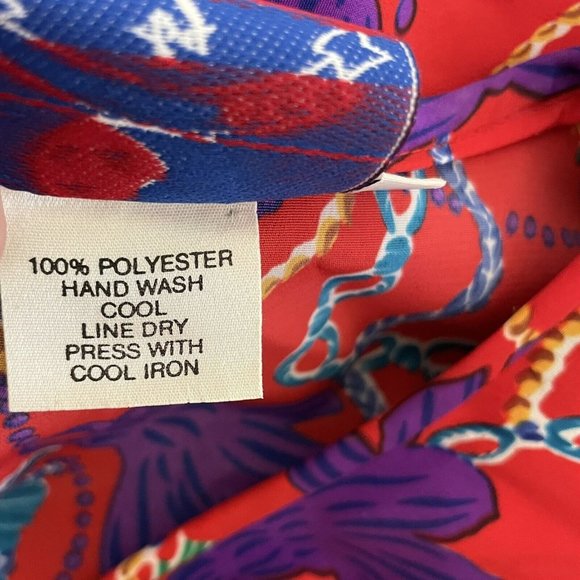 100% POLYESTER
HAND WASH
COOL
LINE DRY
PRESS WITH
COOL IRON